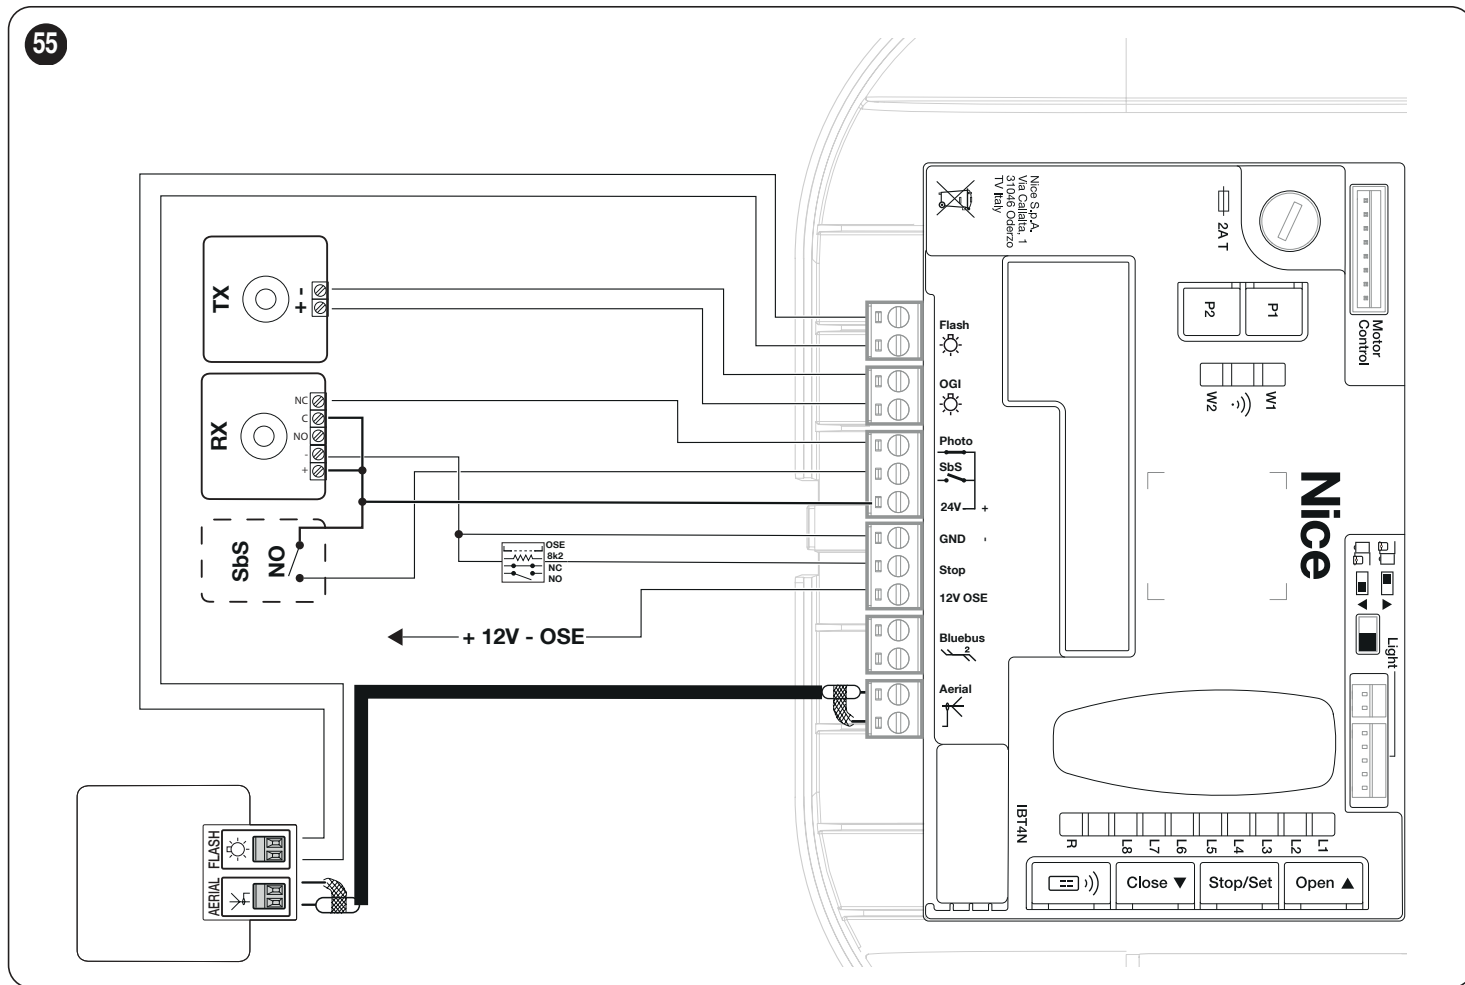 55
Nice S.p.A.
Via Callalta, 1
31046 Oderzo
TV Italy
2A T
Motor
Control
P2
P1
W2
W1
TX
-
+
RX
NC
C
NO
-
+
SbS
NO
OSE
8k2
NC
NO
+ 12V - OSE
Flash
OGI
Photo
SbS
24V
+
GND
-
Stop
12V OSE
Bluebus
2
Aerial
Nice
Light
IBT4N
R
L8
L7
L6
L5
L4
L3
L2
L1
Close ▼
Stop/Set
Open ▲
FLASH
AERIAL